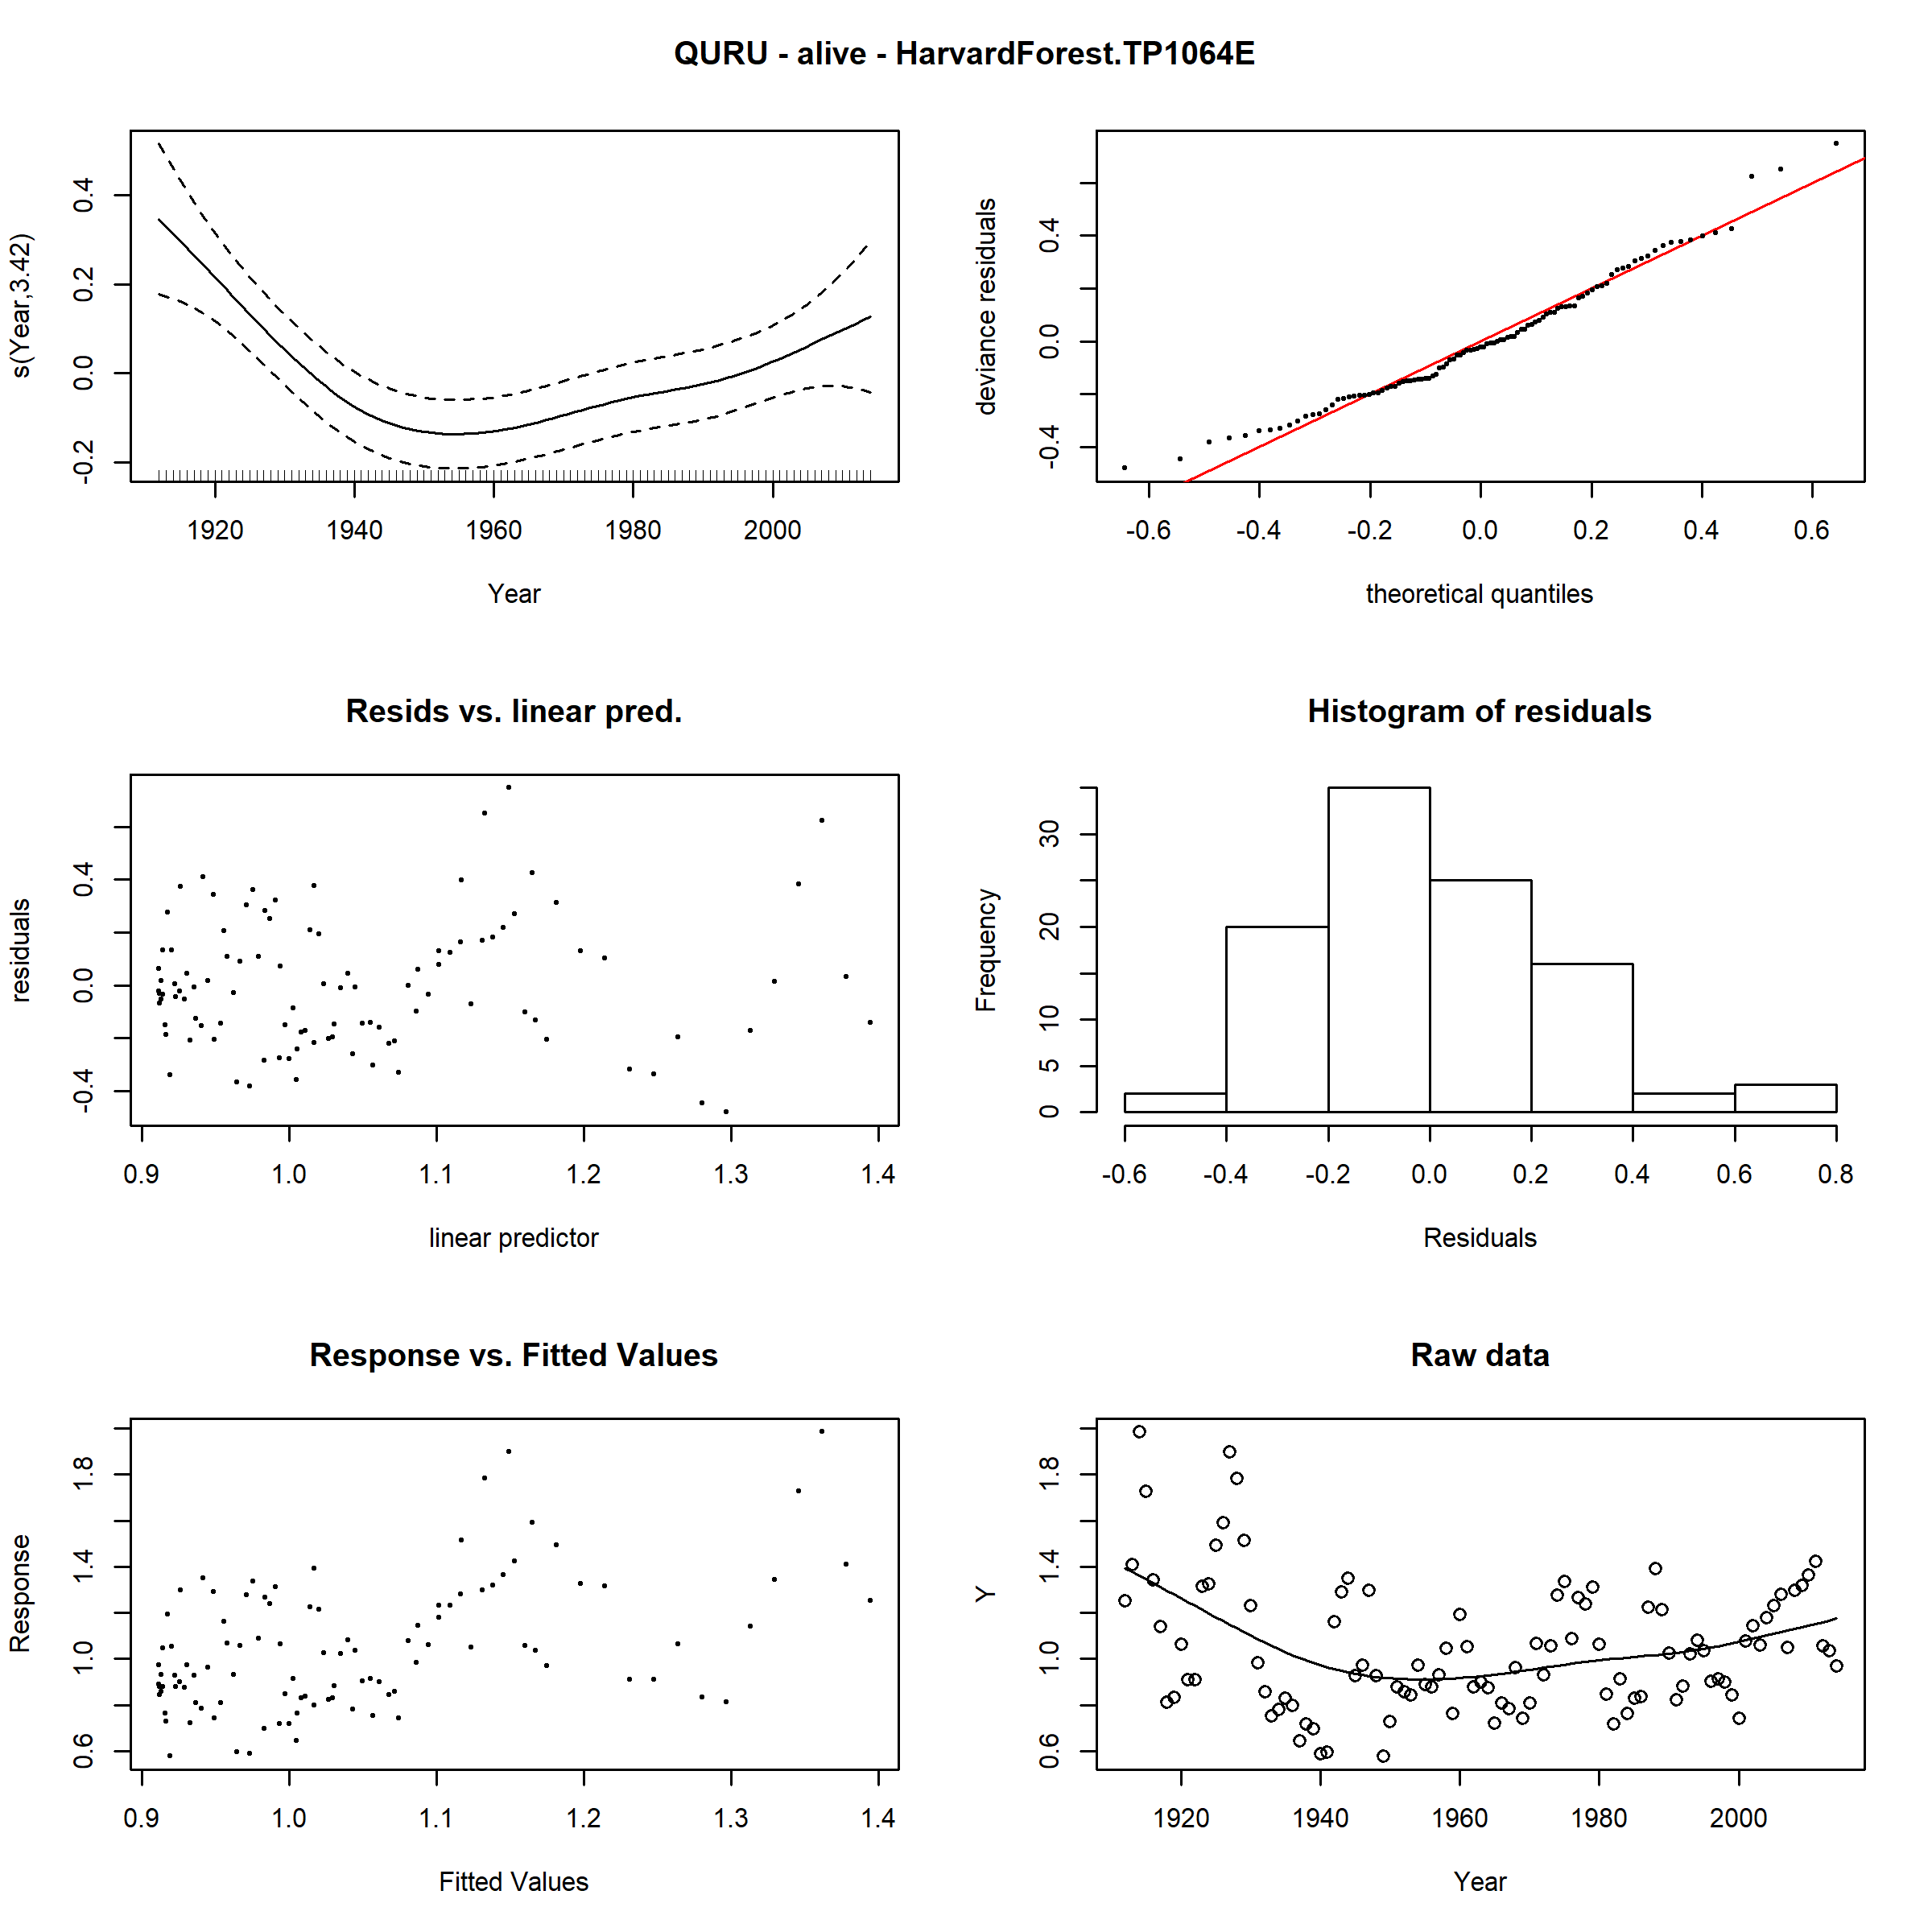 QURU - alive - HarvardForest.TP1064E
s(Year,3.42)
-0.2 0.0 0.2 0.4
1920 1940 1960 1980 2000
Year
deviance residuals
-0.4 0.0 0.4
-0.6 -0.4 -0.2 0.0 0.2 0.4 0.6
theoretical quantiles
Resids vs. linear pred.
residuals
-0.4 0.0 0.4
0.9 1.0 1.1 1.2 1.3 1.4
linear predictor
Histogram of residuals
Frequency
0 5 10 20 30
-0.6 -0.4 -0.2 0.0 0.2 0.4 0.6 0.8
Residuals
Response vs. Fitted Values
Response
0.6 1.0 1.4 1.8
0.9 1.0 1.1 1.2 1.3 1.4
Fitted Values
Raw data
Y
0.6 1.0 1.4 1.8
1920 1940 1960 1980 2000
Year